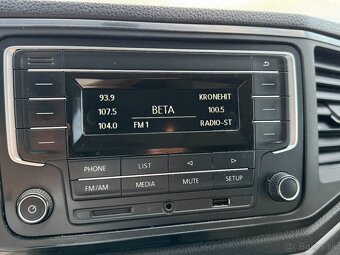 93.9 KRONEHIT
107.5 BETA 100.5
104.0 FM 1 RADIO-ST
PHONE LIST
FM/AM MEDIA MUTE SETUP